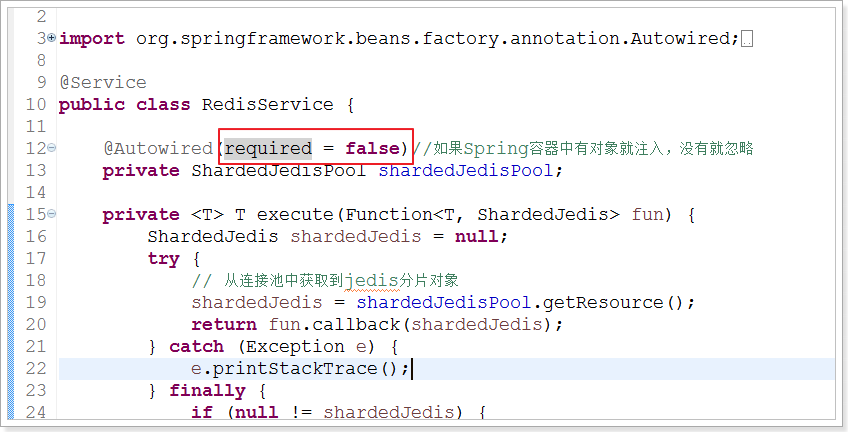 2
3 import org.springframework.beans.factory.annotation.Autowired;
8
9 @Service
10 public class RedisService {
11
12 @Autowired(required = false)//如果Spring容器中有对象就注入，没有就忽略
13 private ShardedJedisPool shardedJedisPool;
14
15 private <T> T execute(Function<T, ShardedJedis> fun) {
16 ShardedJedis shardedJedis = null;
17 try {
18 // 从连接池中获取到jedis分片对象
19 shardedJedis = shardedJedisPool.getResource();
20 return fun.callback(shardedJedis);
21 } catch (Exception e) {
22 e.printStackTrace();
23 } finally {
24 if (null != shardedJedis) {